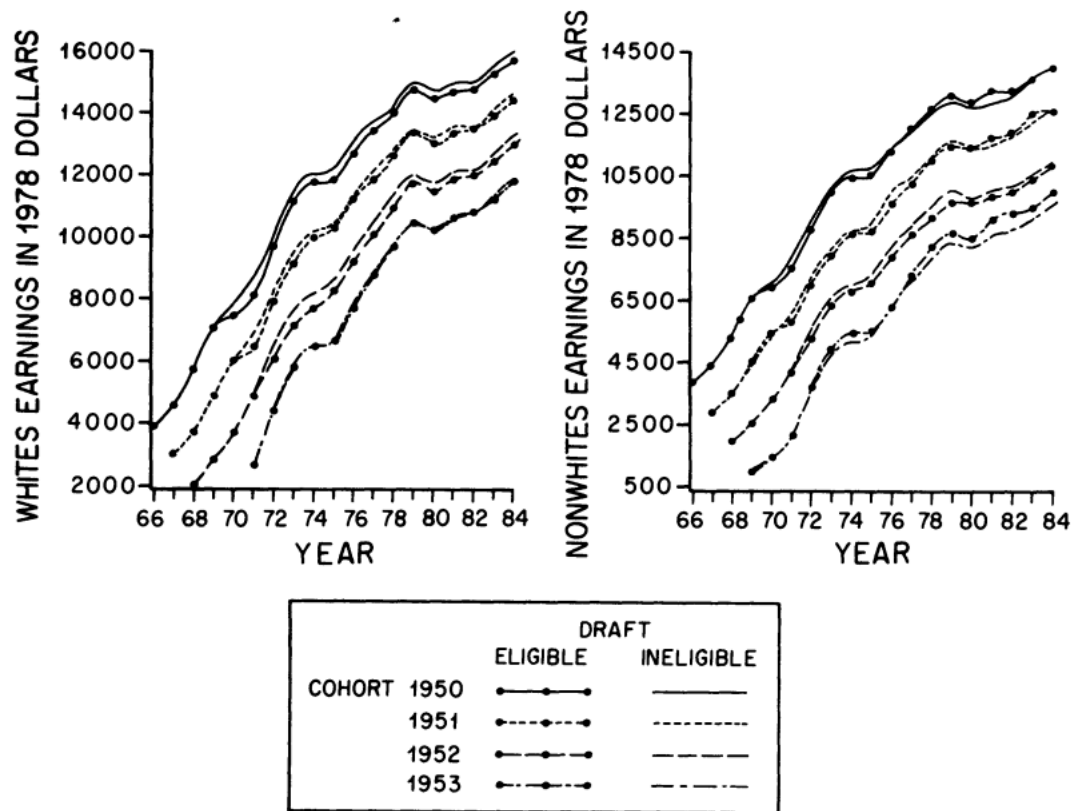 WHITES EARNINGS IN 1978 DOLLARS
16000
14000
12000
10000
8000
6000
4000
2000
66 68 70 72 74 76 78 80 82 84
YEAR
NONWHITES EARNINGS IN 1978 DOLLARS
14500
12500
10500
8500
6500
4500
2500
500
66 68 70 72 74 76 78 80 82 84
YEAR
DRAFT
ELIGIBLE INELIGIBLE
COHORT 1950
1951
1952
1953